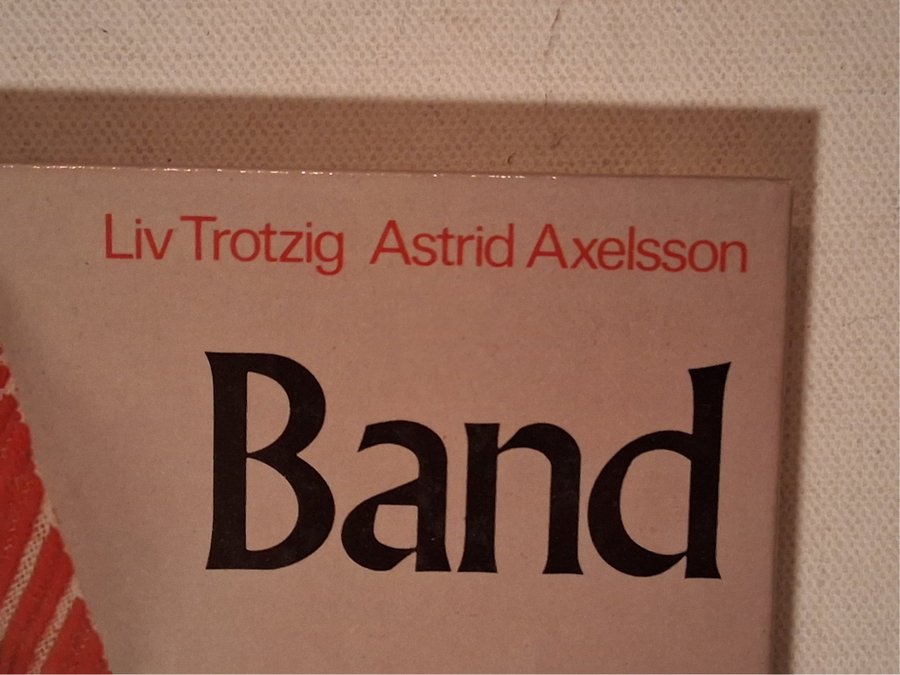 Liv Trotzig Astrid Axelsson
Band